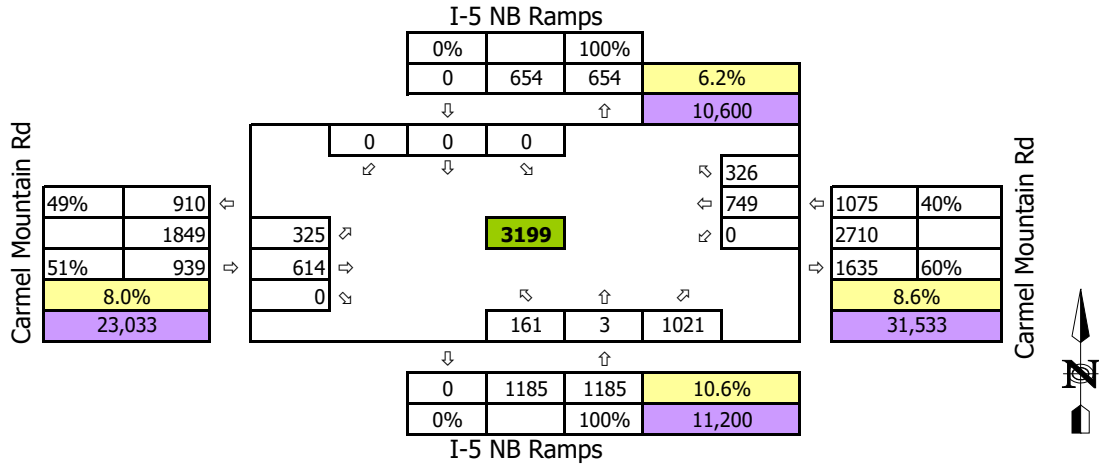 I-5 NB Ramps
0% 100%
0 654 654 6.2%
⇩ ⇧ 10,600
0 0 0
⬃ ⇩ ⬂
Carmel Mountain Rd
49% 910 ⇦
1849
51% 939 ⇨
8.0%
23,033
325 ⬀
614 ⇨
0 ⬂
3199
⬁ 326
⇦ 749
⬃ 0
⇦ 1075 40%
2710
⇨ 1635 60%
8.6%
31,533
Carmel Mountain Rd
⬁ ⇧ ⬀
161 3 1021
⇩ ⇧
0 1185 1185 10.6%
0% 100% 11,200
I-5 NB Ramps
N